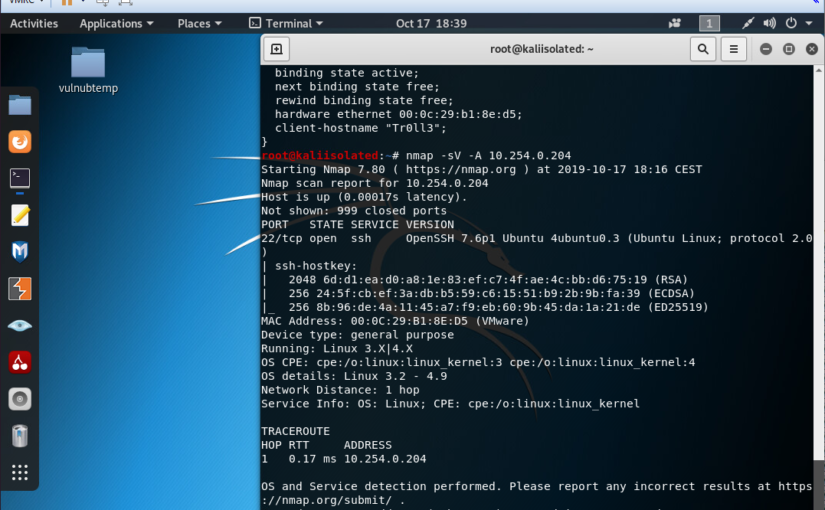 Activities Applications Places Terminal Oct 17 18:39 1
vulnubtemp
root@kaliisolated: ~
binding state active;
next binding state free;
rewind binding state free;
hardware ethernet 00:0c:29:b1:8e:d5;
client-hostname "Tr0ll3";
}
root@kaliisolated:~# nmap -sV -A 10.254.0.204
Starting Nmap 7.80 ( https://nmap.org ) at 2019-10-17 18:16 CEST
Nmap scan report for 10.254.0.204
Host is up (0.00017s latency).
Not shown: 999 closed ports
PORT   STATE SERVICE VERSION
22/tcp open  ssh     OpenSSH 7.6p1 Ubuntu 4ubuntu0.3 (Ubuntu Linux; protocol 2.0
)
| ssh-hostkey:
|   2048 6d:d1:ea:d0:a8:1e:83:ef:c7:4f:ae:4c:bb:d6:75:19 (RSA)
|   256 24:5f:cb:ef:3a:db:b5:59:c6:15:51:b9:2b:9b:fa:39 (ECDSA)
|_  256 8b:96:de:4a:11:45:a7:f9:eb:60:9b:45:da:1a:21:de (ED25519)
MAC Address: 00:0C:29:B1:8E:D5 (VMware)
Device type: general purpose
Running: Linux 3.X|4.X
OS CPE: cpe:/o:linux:linux_kernel:3 cpe:/o:linux:linux_kernel:4
OS details: Linux 3.2 - 4.9
Network Distance: 1 hop
Service Info: OS: Linux; CPE: cpe:/o:linux:linux_kernel
TRACEROUTE
HOP RTT     ADDRESS
1   0.17 ms 10.254.0.204
OS and Service detection performed. Please report any incorrect results at https
://nmap.org/submit/ .